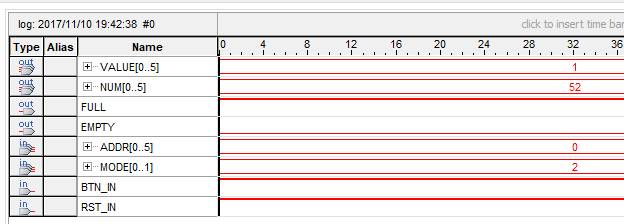 log: 2017/11/10 19:42:38 #0 click to insert time bar
Type Alias Name 0 4 8 12 16 20 24 28 32 36
out VALUE[0..5] 1
out NUM[0..5] 52
out FULL
out EMPTY
in ADDR[0..5] 0
in MODE[0..1] 2
in BTN_IN
in RST_IN